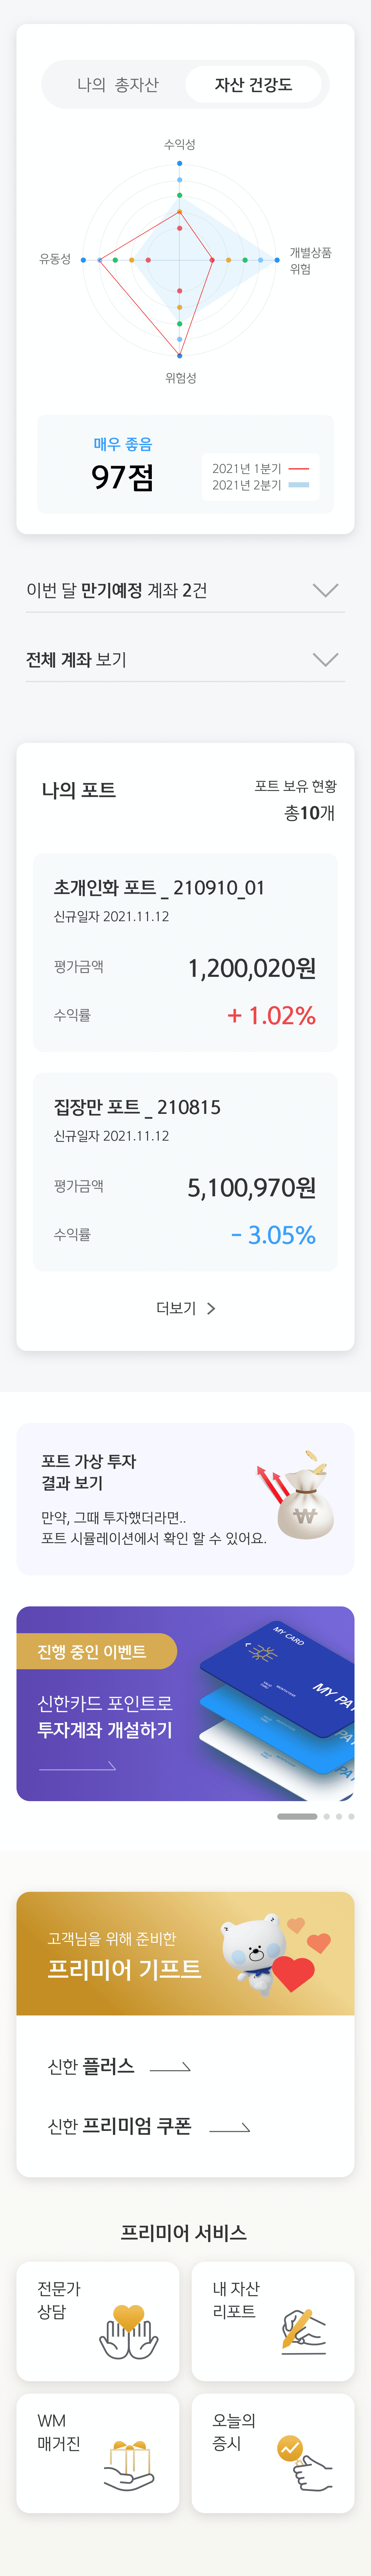 나의 총자산
자산 건강도
수익성
유동성
개별상품
위험
위험성
매우 좋음
97점
2021년 1분기
2021년 2분기
이번 달 만기예정 계좌 2건
전체 계좌 보기
나의 포트
포트 보유 현황
총10개
초개인화 포트 _ 210910_01
신규일자 2021.11.12
평가금액 1,200,020원
수익률 + 1.02%
집장만 포트 _ 210815
신규일자 2021.11.12
평가금액 5,100,970원
수익률 - 3.05%
더보기
포트 가상 투자
결과 보기
만약, 그때 투자했더라면..
포트 시뮬레이션에서 확인 할 수 있어요.
₩
진행 중인 이벤트
신한카드 포인트로
투자계좌 개설하기
MY CARD
MY PA
고객님을 위해 준비한
프리미어 기프트
신한 플러스
신한 프리미엄 쿠폰
프리미어 서비스
전문가
상담
내 자산
리포트
WM
매거진
오늘의
증시